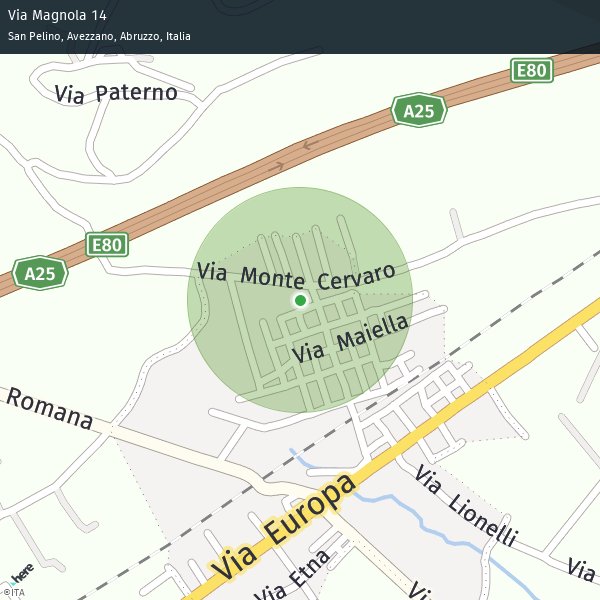 Via Magnola 14
San Pelino, Avezzano, Abruzzo, Italia
E80
Via Paterno
A25
E80
A25
Via Monte Cervaro
Via Maiella
Romana
Via Lionelli
Via Europa
Via Etna
Via
Vi
here
©ITA